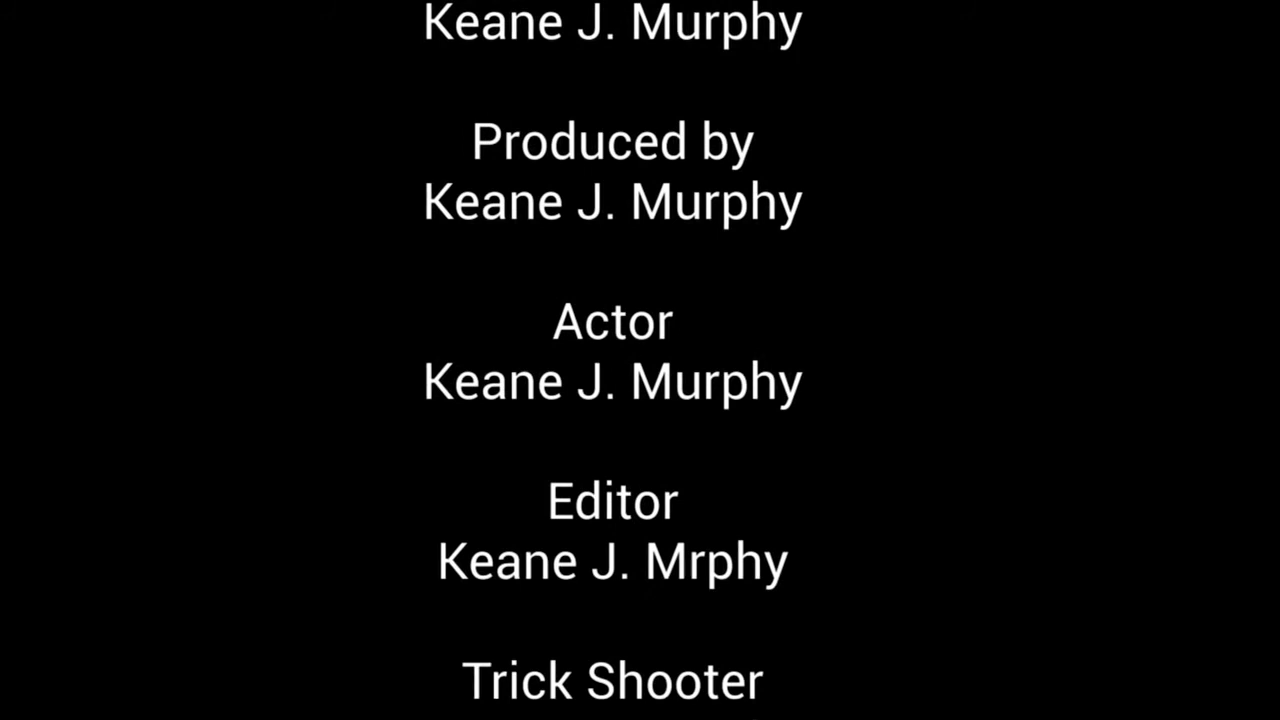 Keane J. Murphy
Produced by
Keane J. Murphy
Actor
Keane J. Murphy
Editor
Keane J. Mrphy
Trick Shooter